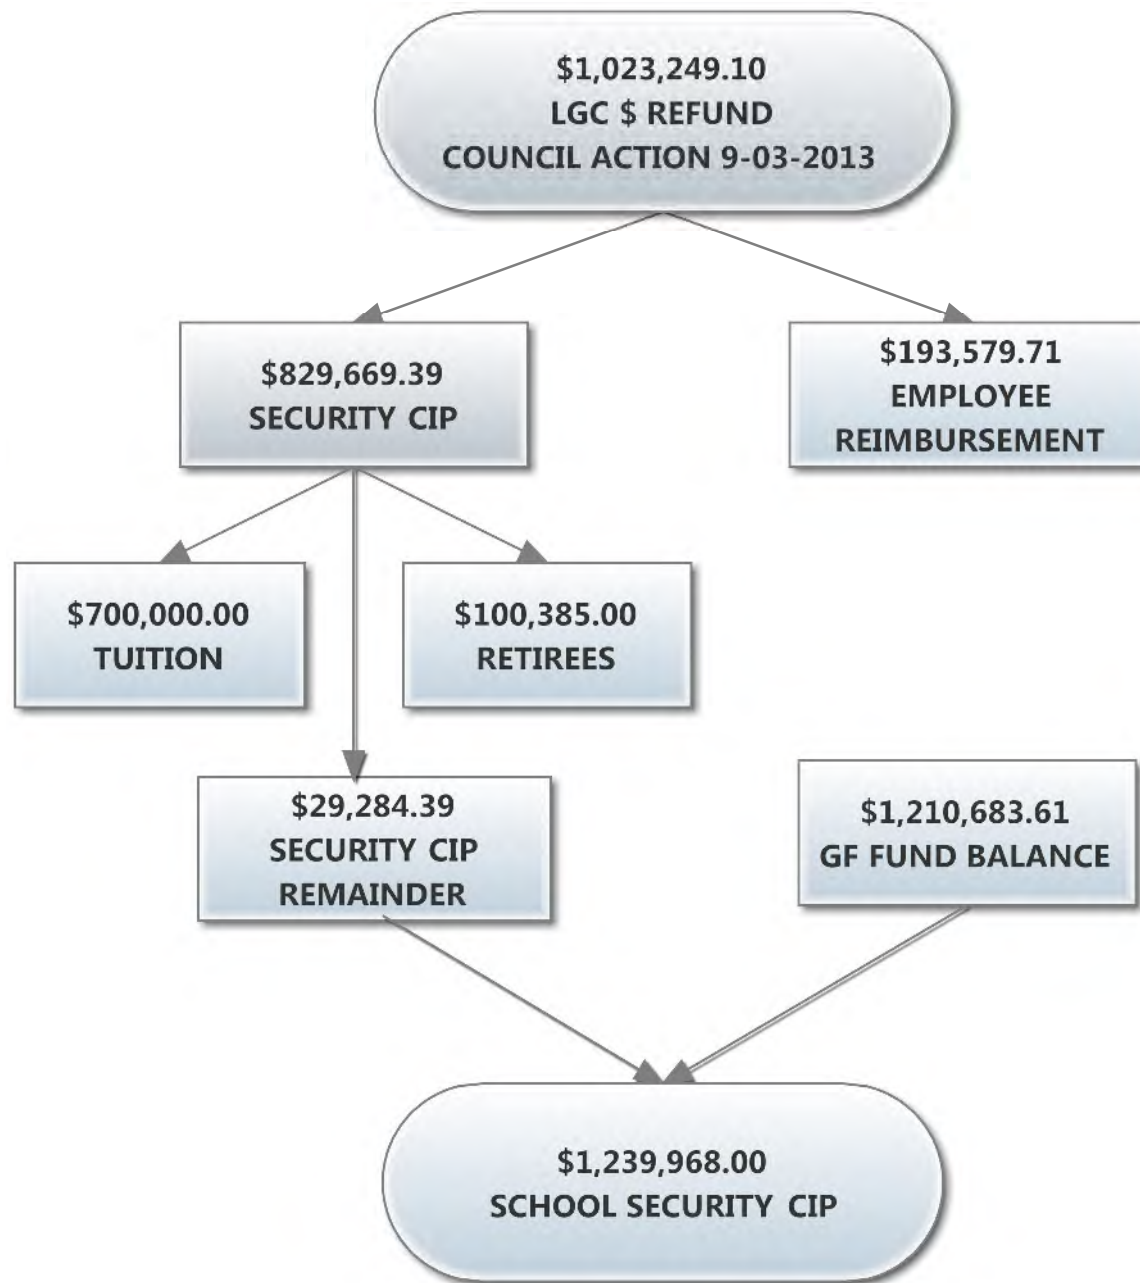 $1,023,249.10
LGC $ REFUND
COUNCIL ACTION 9-03-2013
$829,669.39
SECURITY CIP
$193,579.71
EMPLOYEE
REIMBURSEMENT
$700,000.00
TUITION
$100,385.00
RETIREES
$29,284.39
SECURITY CIP
REMAINDER
$1,210,683.61
GF FUND BALANCE
$1,239,968.00
SCHOOL SECURITY CIP